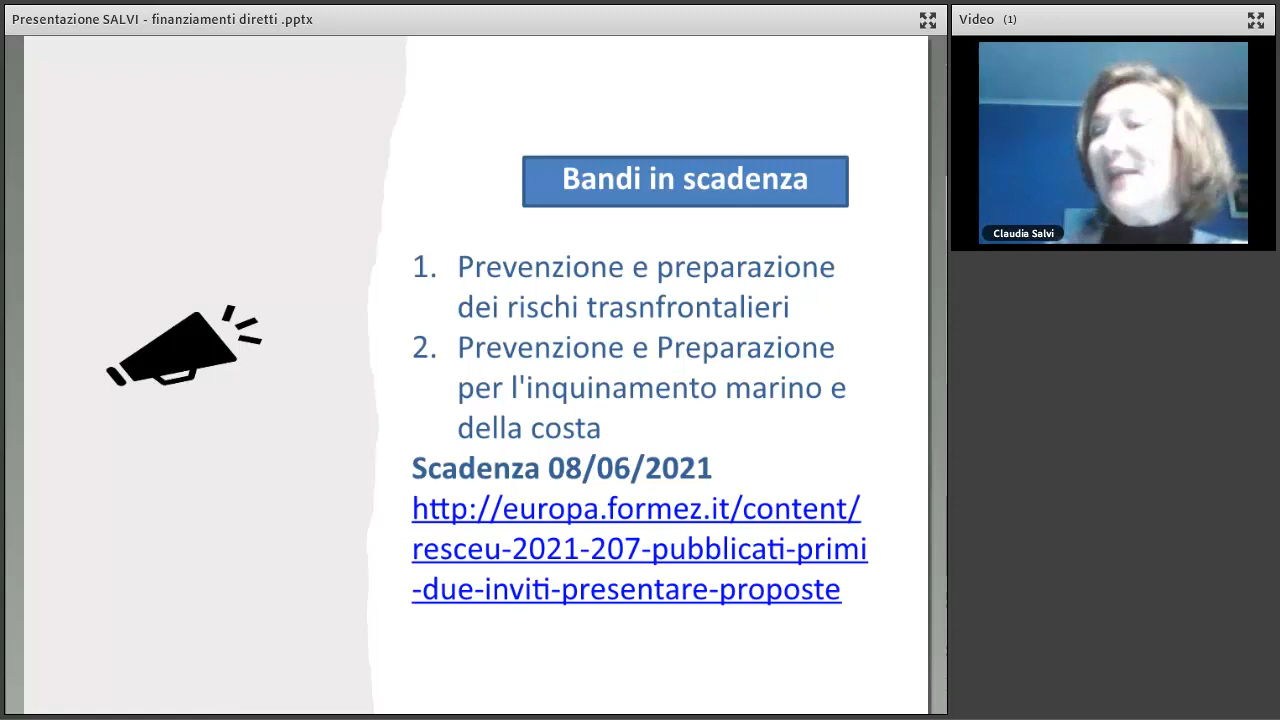 Presentazione SALVI - finanziamenti diretti .pptx
Video (1)
Claudia Salvi
Bandi in scadenza
1. Prevenzione e preparazione
dei rischi trasnfrontalieri
2. Prevenzione e Preparazione
per l'inquinamento marino e
della costa
Scadenza 08/06/2021
http://europa.formez.it/content/
resceu-2021-207-pubblicati-primi
-due-inviti-presentare-proposte